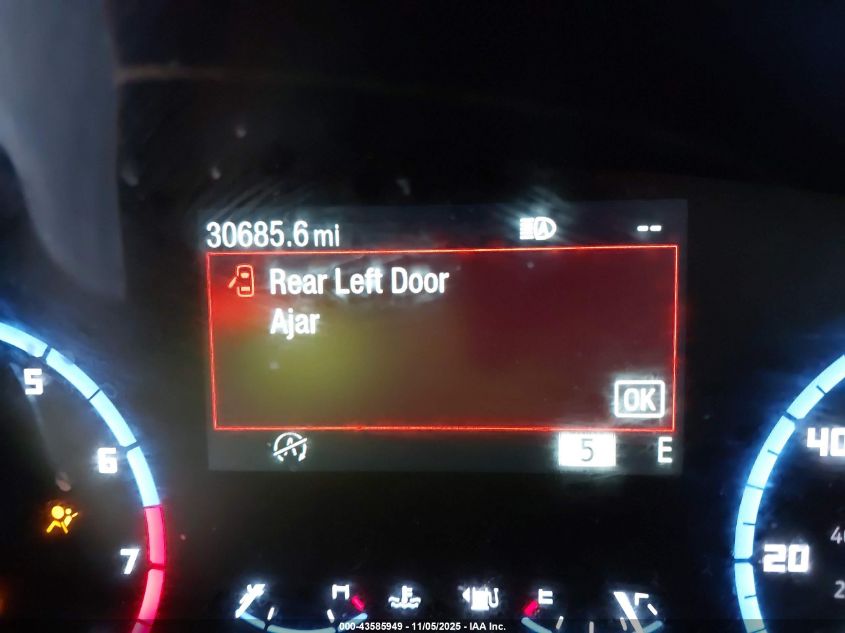 30685.6 mi --
Rear Left Door
Ajar
OK
5 E
5
6
7
40
20
H
000-43585949 - 11/05/2025 - IAA Inc.